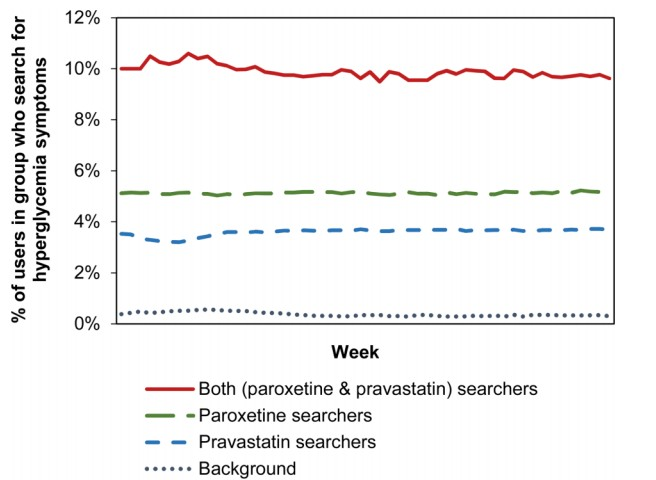 % of users in group who search for
hyperglycemia symptoms
12%
10%
8%
6%
4%
2%
0%
Week
Both (paroxetine & pravastatin) searchers
Paroxetine searchers
Pravastatin searchers
Background